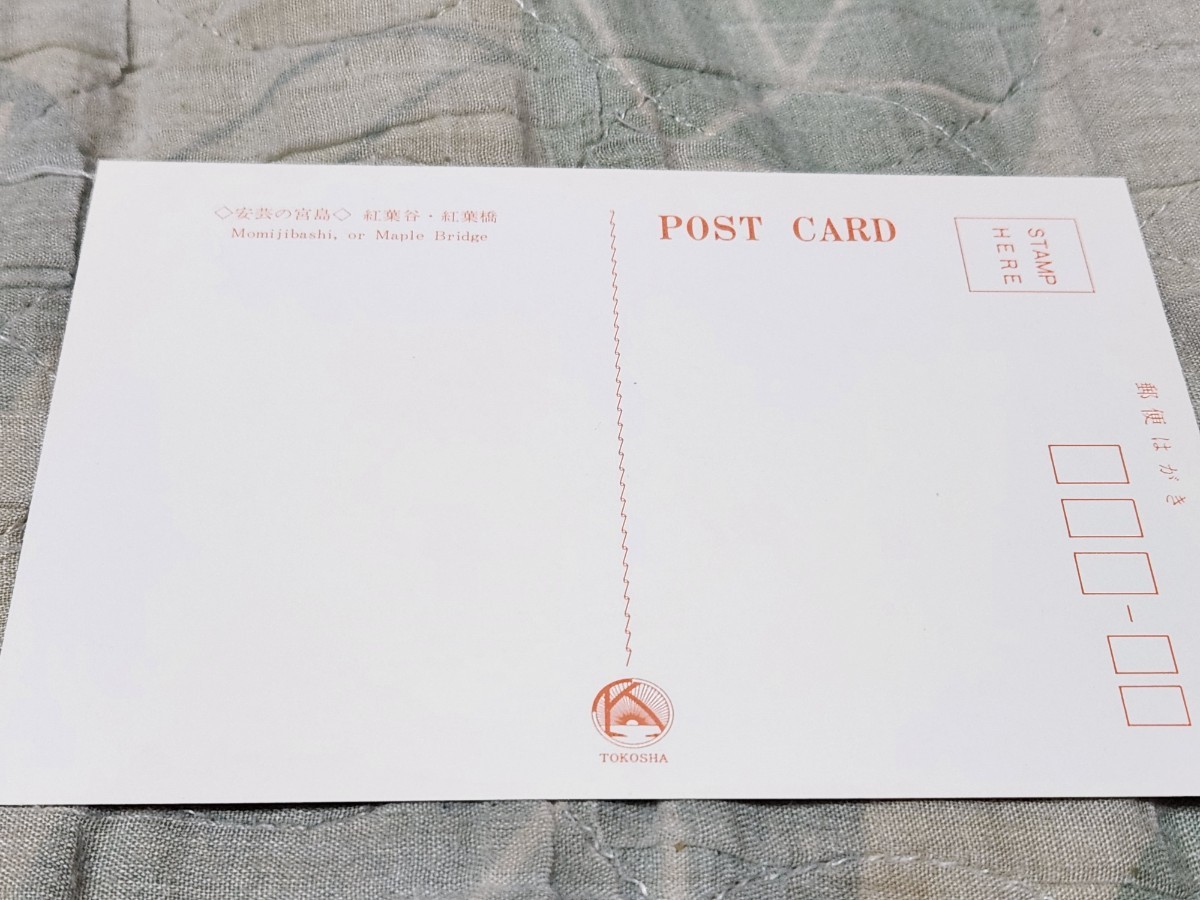 ◇安芸の宮島◇ 紅葉谷・紅葉橋
Momijibashi, or Maple Bridge
POST CARD
STAMP
HERE
郵便はがき
TK
TOKOSHA